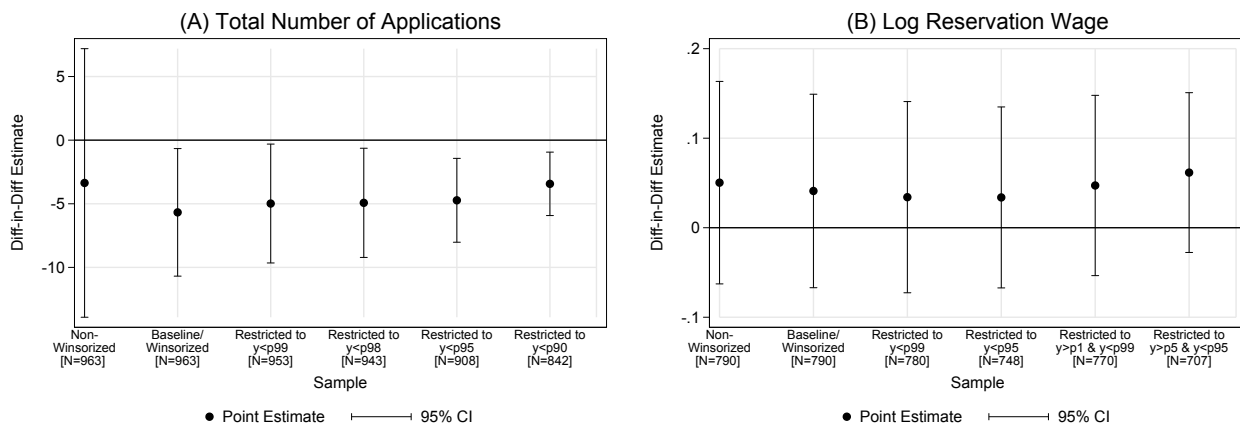 (A) Total Number of Applications
Diff-in-Diff Estimate
5
0
-5
-10
Non-
Winsorized
[N=963]
Baseline/
Winsorized
[N=963]
Restricted to
y<p99
[N=953]
Restricted to
y<p98
[N=943]
Restricted to
y<p95
[N=908]
Restricted to
y<p90
[N=842]
Sample
Point Estimate
95% CI
(B) Log Reservation Wage
Diff-in-Diff Estimate
.2
.1
0
-.1
Non-
Winsorized
[N=790]
Baseline/
Winsorized
[N=790]
Restricted to
y<p99
[N=780]
Restricted to
y<p95
[N=748]
Restricted to
y>p1 & y<p99
[N=770]
Restricted to
y>p5 & y<p95
[N=707]
Sample
Point Estimate
95% CI